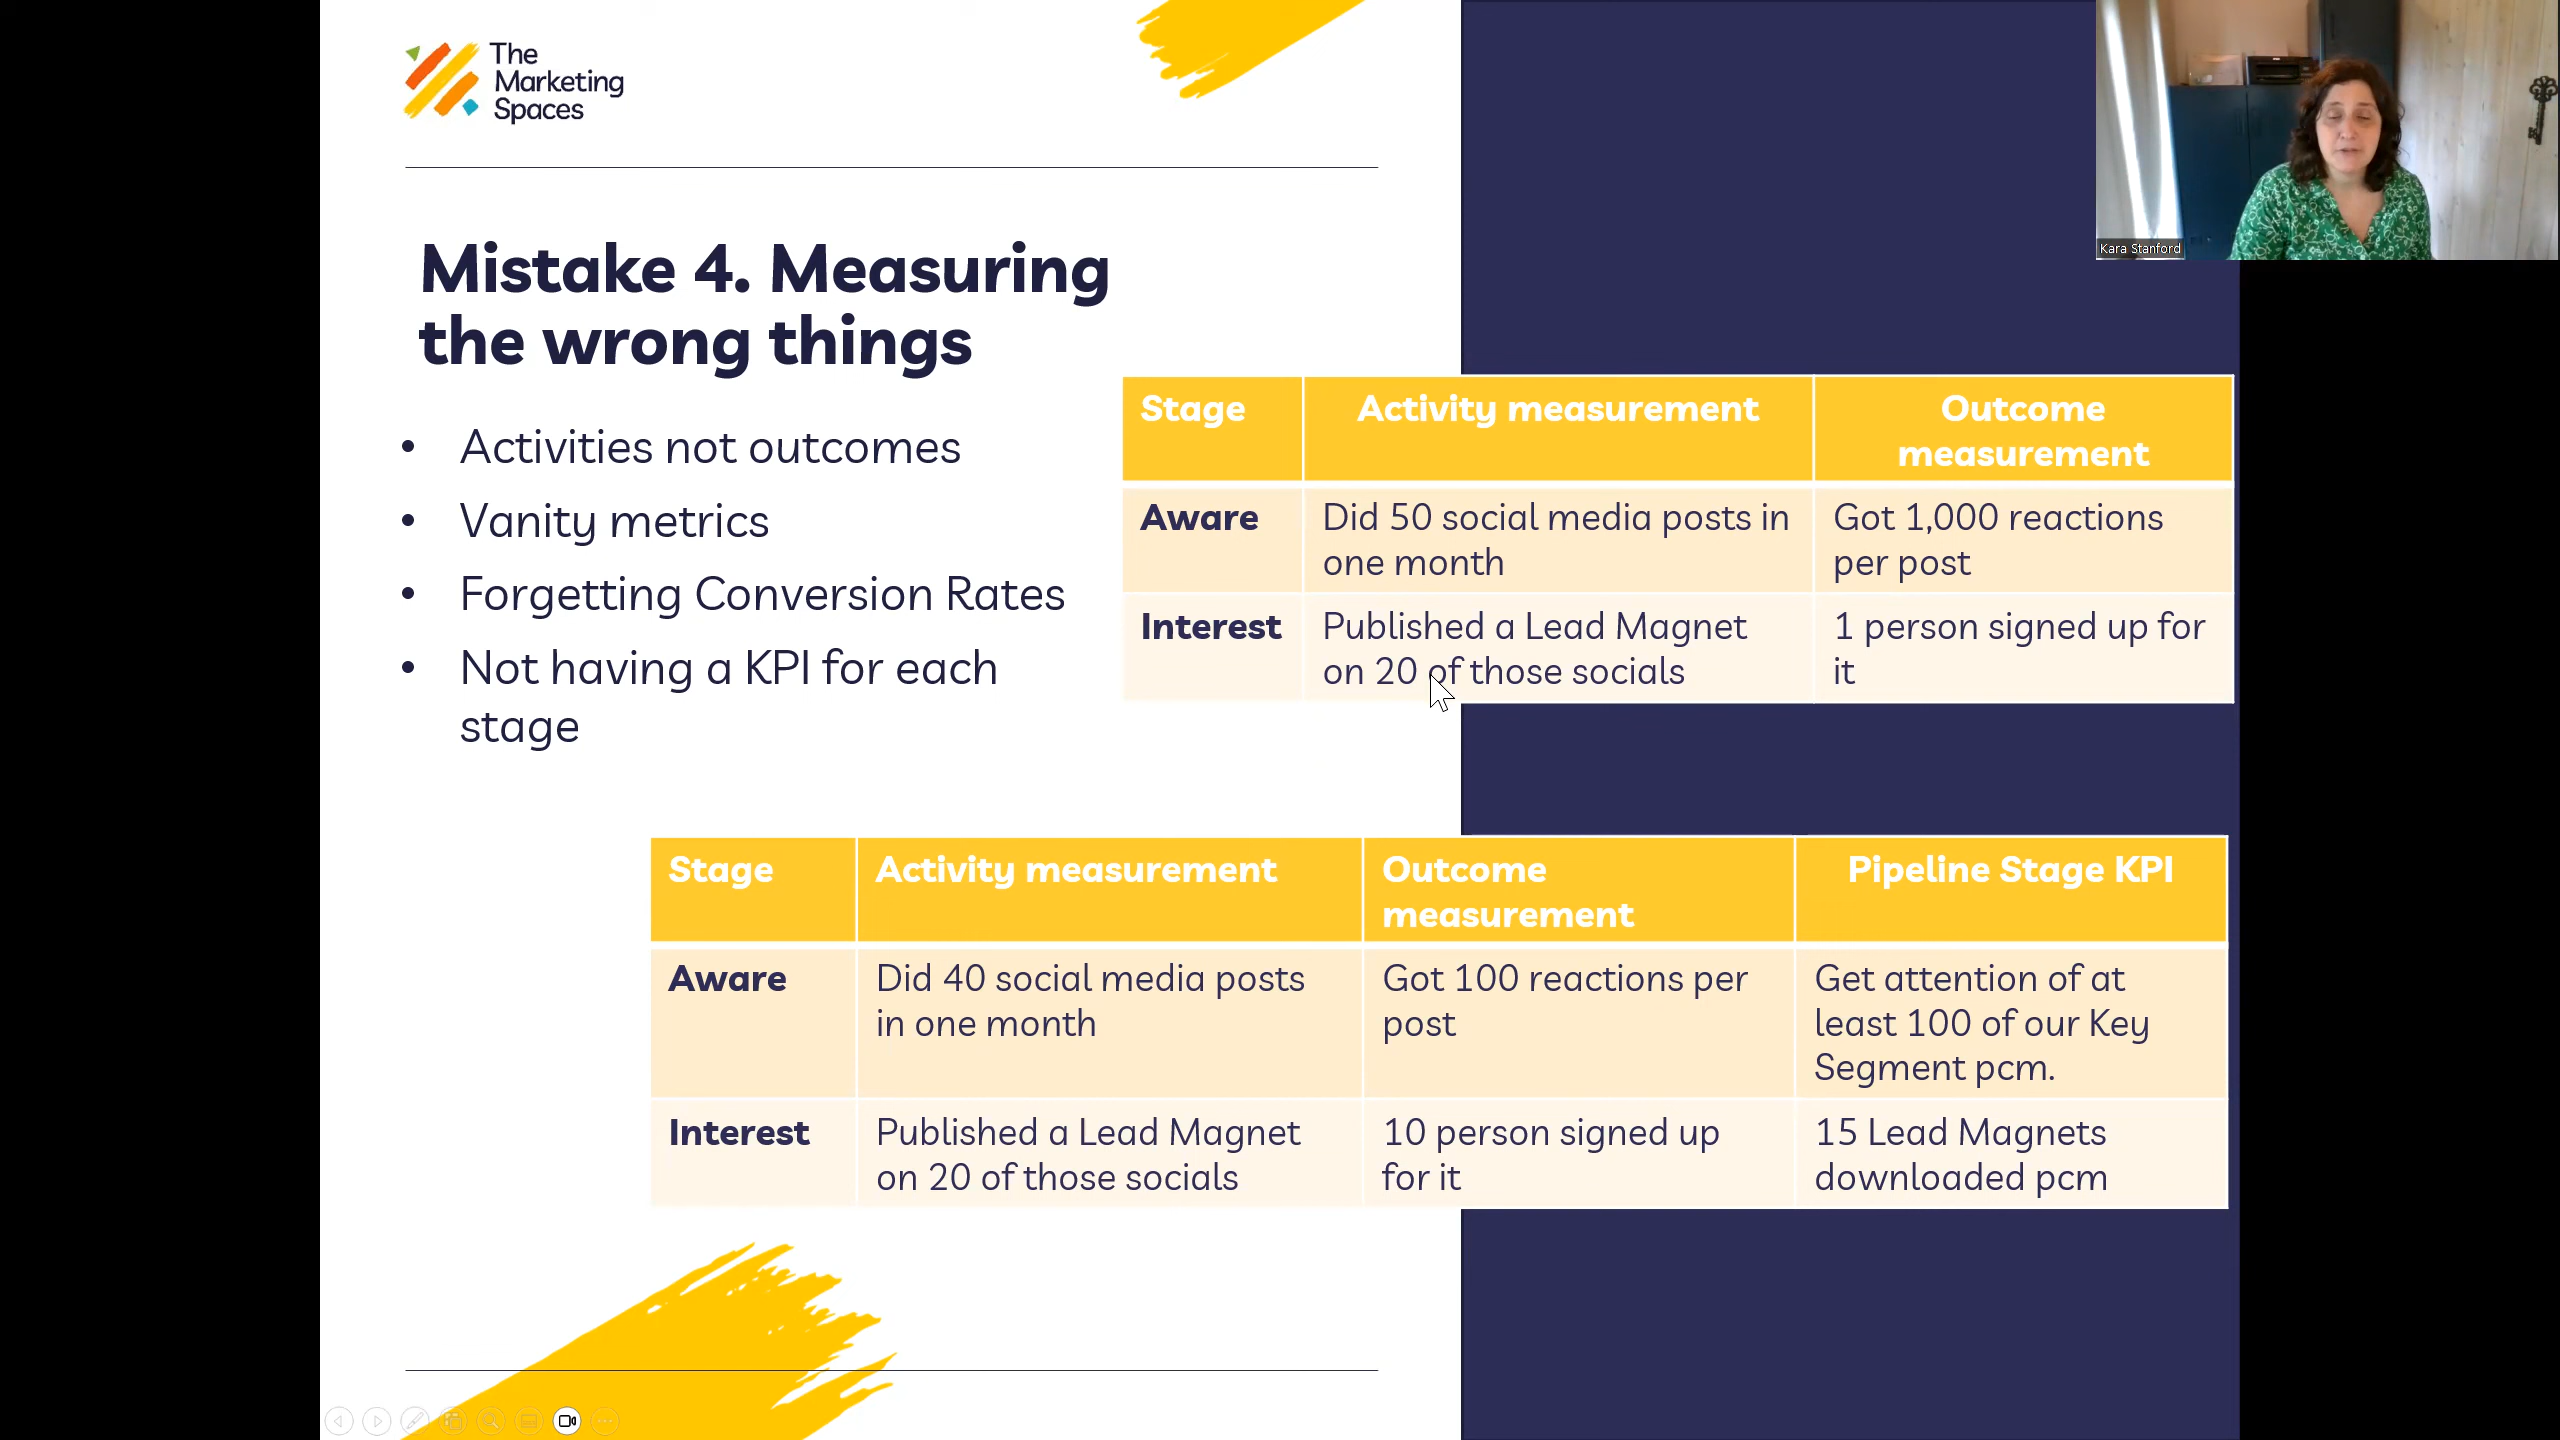 The
Marketing
Spaces
Kara Stanford
Mistake 4. Measuring
the wrong things
• Activities not outcomes
• Vanity metrics
• Forgetting Conversion Rates
• Not having a KPI for each
stage
Stage Activity measurement Outcome
measurement
Aware Did 50 social media posts in Got 1,000 reactions
one month per post
Interest Published a Lead Magnet 1 person signed up for
on 20 of those socials it
Stage Activity measurement Outcome Pipeline Stage KPI
measurement
Aware Did 40 social media posts Got 100 reactions per Get attention of at
in one month post least 100 of our Key
Segment pcm.
Interest Published a Lead Magnet 10 person signed up 15 Lead Magnets
on 20 of those socials for it downloaded pcm